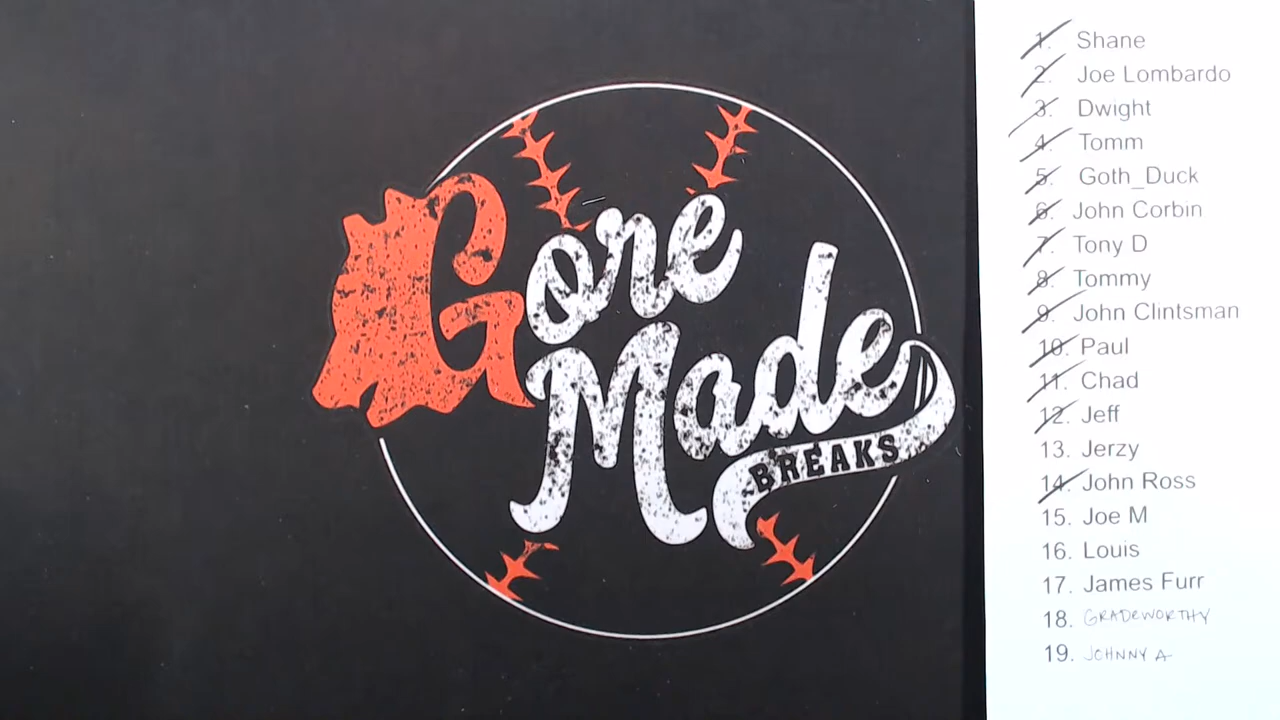 Gore
Made
BREAKS
1. Shane
2. Joe Lombardo
3. Dwight
4. Tomm
5. Goth_Duck
6. John Corbin
7. Tony D
8. Tommy
9. John Clintsman
10. Paul
11. Chad
12. Jeff
13. Jerzy
14. John Ross
15. Joe M
16. Louis
17. James Furr
18. GRADEWORTHY
19. JOHNNY A